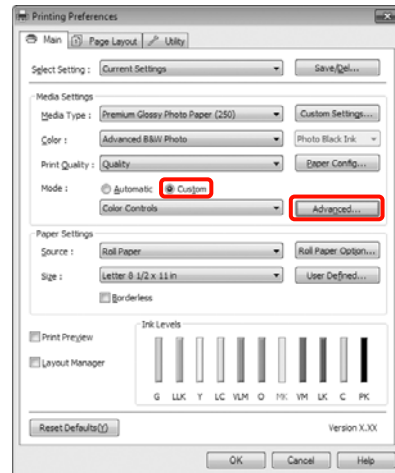 Printing Preferences
Main Page Layout Utility
Select Setting : Current Settings Save/Del...
Media Settings
Media Type : Premium Glossy Photo Paper (250) Custom Settings...
Color : Advanced B&W Photo Photo Black Ink
Print Quality : Quality Paper Config...
Mode : Automatic Custom
Color Controls Advanced...
Paper Settings
Source : Roll Paper Roll Paper Option...
Size : Letter 8 1/2 x 11 in User Defined...
Borderless
Print Preview
Layout Manager
Ink Levels
G LLK Y LC VLM O MK VM LK C PK
Reset Defaults(Y) Version X.XX
OK Cancel Help